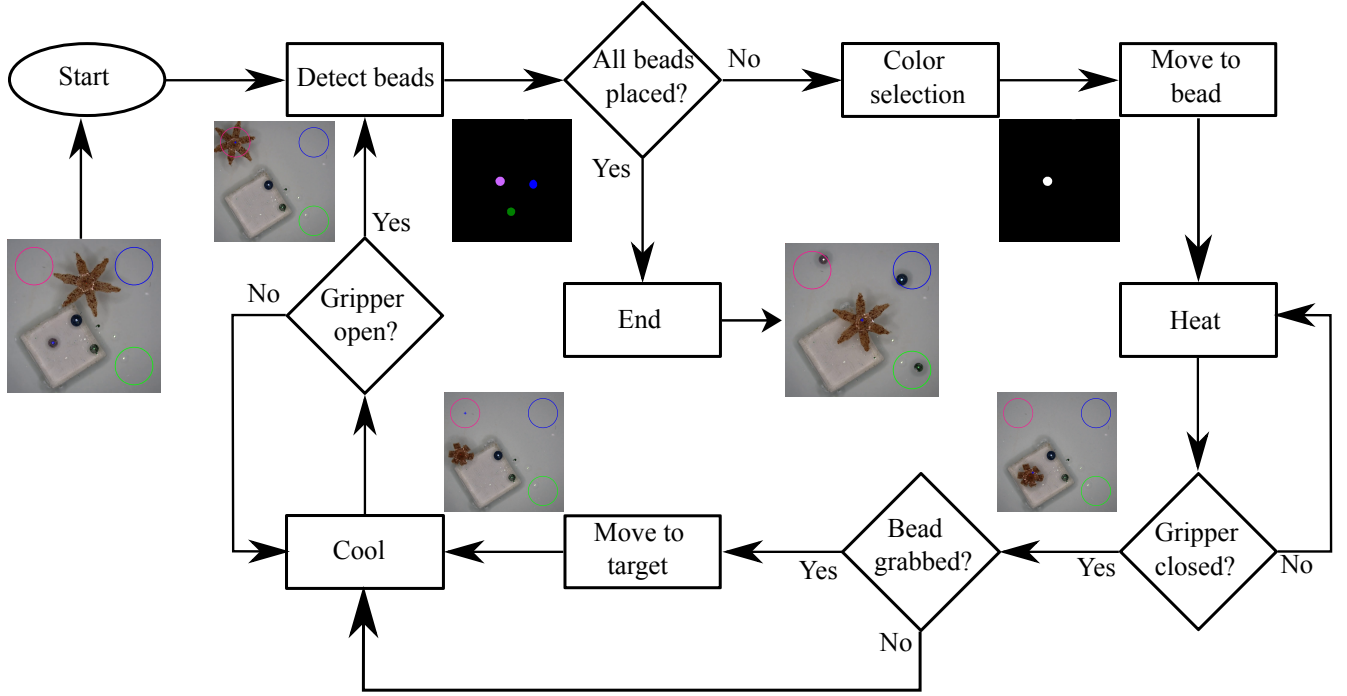 Start
Detect beads
All beads
placed?
No
Color
selection
Move to
bead
Yes
Yes
No
Gripper
open?
End
Heat
Cool
Move to
target
Yes
Bead
grabbed?
No
Yes
Gripper
closed?
No